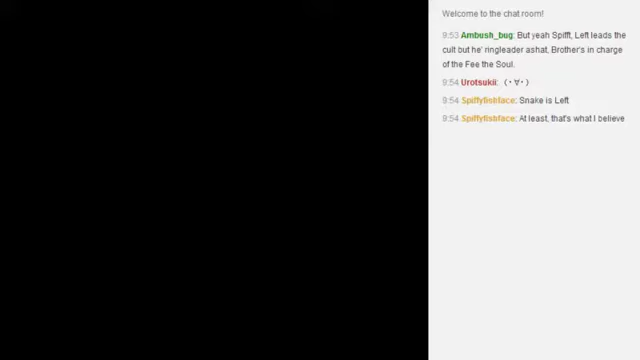 Welcome to the chat room!
9:53 Ambush_bug: But yeah Spifft, Left leads the
cult but he' ringleader ashat, Brother's in charge
of the Fee the Soul.
9:54 Urotsukii: （・∀・）
9:54 Spiffyfishface: Snake is Left
9:54 Spiffyfishface: At least, that's what I believe